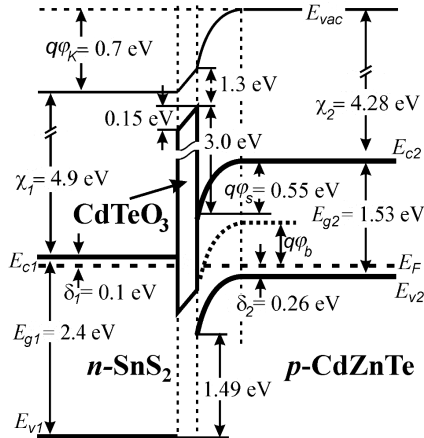 E_vac
qφ_K = 0.7 eV
1.3 eV
0.15 eV
χ_2 = 4.28 eV
3.0 eV
χ_1 = 4.9 eV
E_c2
CdTeO_3
qφ_s = 0.55 eV
E_g2 = 1.53 eV
qφ_b
E_c1
E_F
δ_1 = 0.1 eV
δ_2 = 0.26 eV
E_v2
E_g1 = 2.4 eV
n-SnS_2
p-CdZnTe
1.49 eV
E_v1